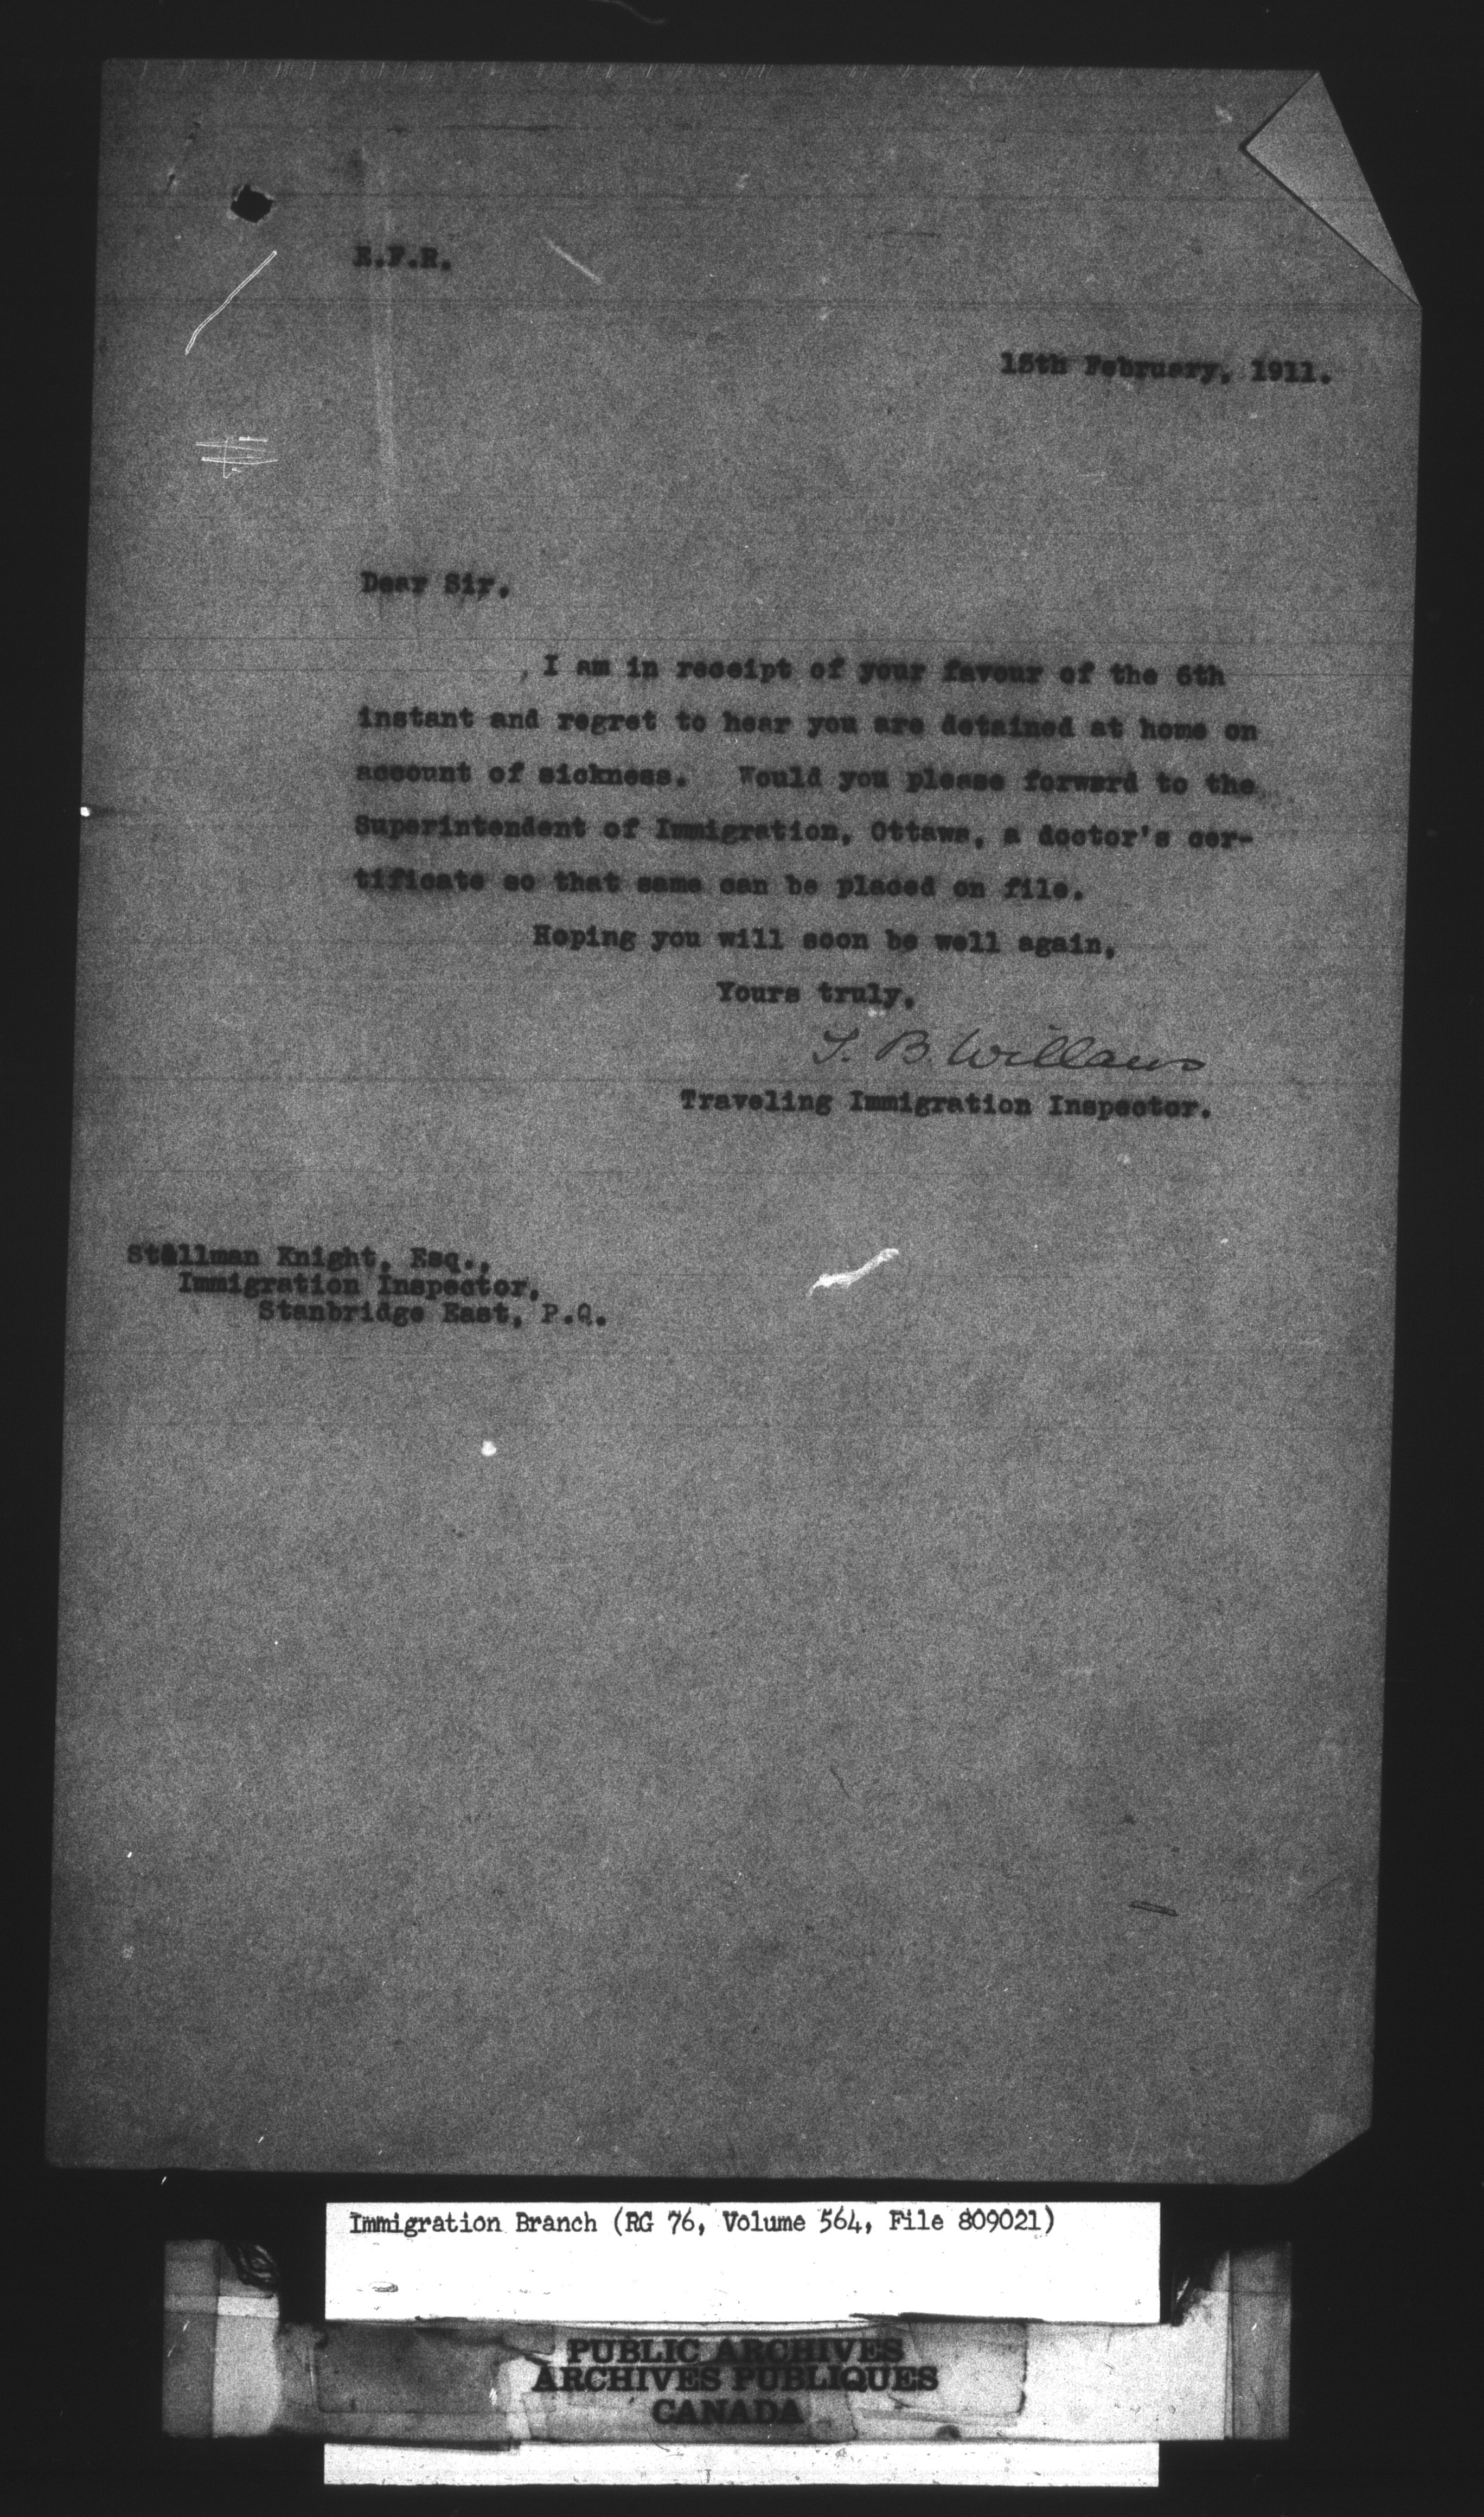 E.F.R.
15th February, 1911.
Dear Sir,
I am in receipt of your favour of the 6th
instant and regret to hear you are detained at home on
account of sickness. Would you please forward to the
Superintendent of Immigration, Ottawa, a doctor's cer-
tificate so that same can be placed on file.
Hoping you will soon be well again,
Yours truly,
T. B. Willans
Traveling Immigration Inspector.
Stillman Knight, Esq.,
Immigration Inspector,
Stanbridge East, P.Q.
Immigration Branch (RG 76, Volume 564, File 809021)
PUBLIC ARCHIVES
ARCHIVES PUBLIQUES
CANADA